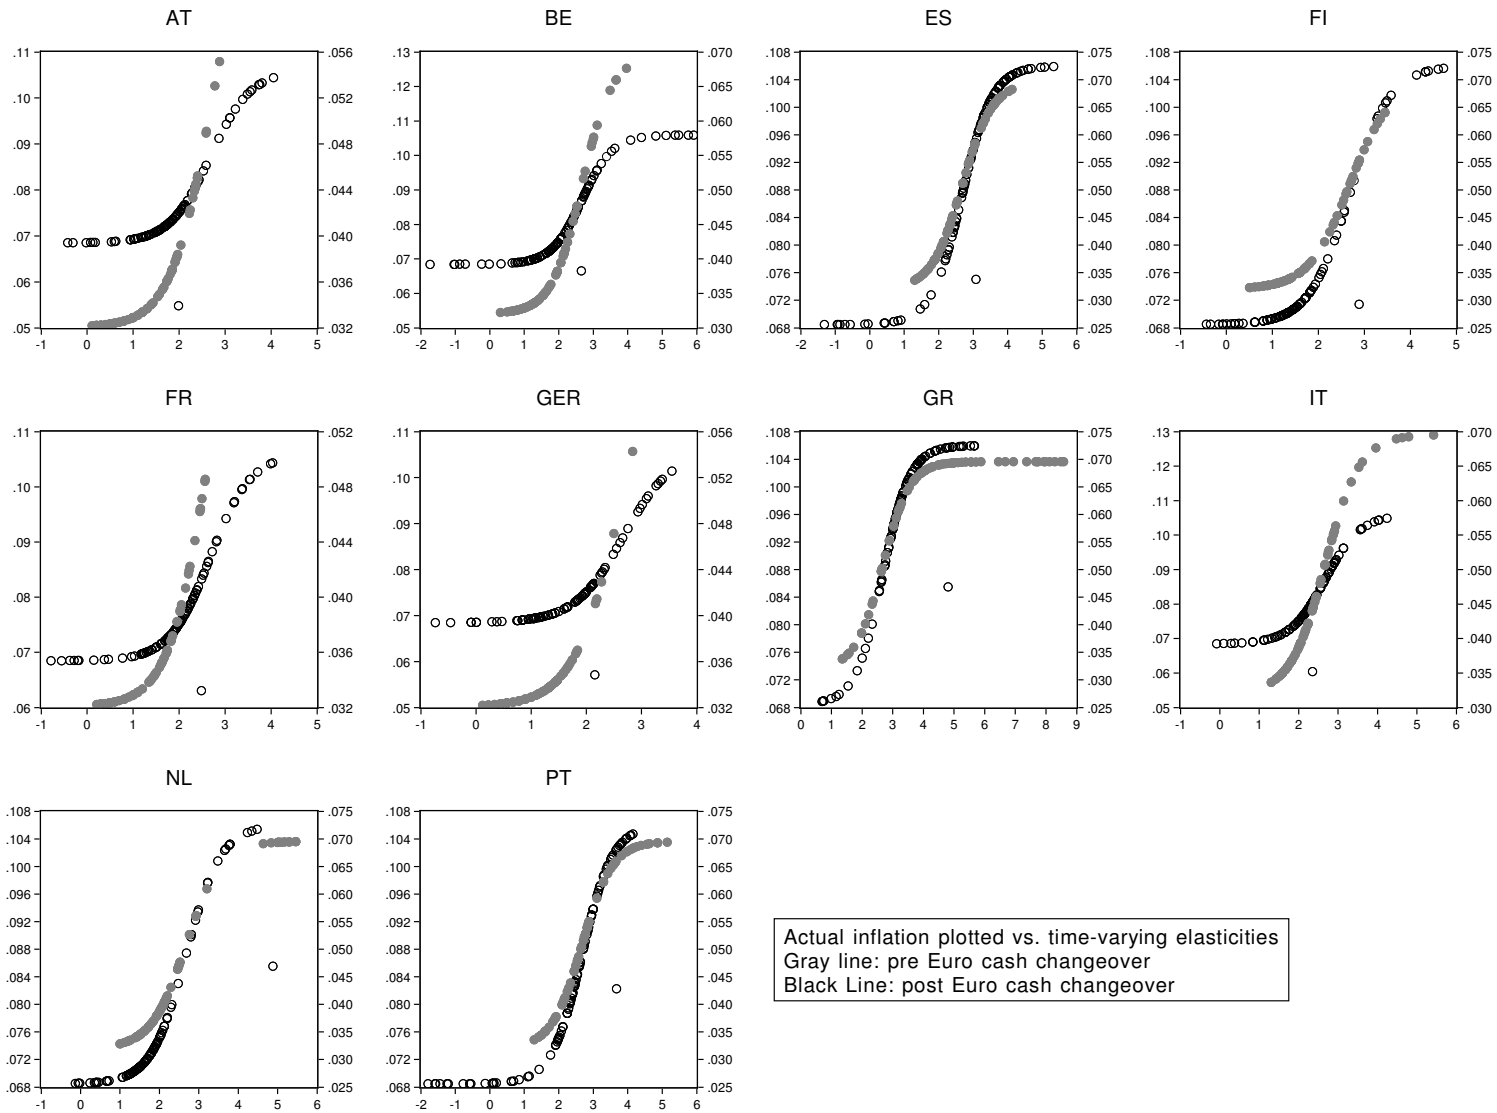 AT BE ES FI
.11 .056 .13 .070 .108 .075 .108 .075
.12 .065 .104 .070 .104 .070
.10 .052 .11 .060 .100 .065 .100 .065
.09 .048 .10 .055 .096 .060 .096 .060
.08 .044 .09 .050 .092 .055 .092 .055
.088 .050 .088 .050
.07 .040 .08 .045 .084 .045 .084 .045
.07 .040 .080 .040 .080 .040
.06 .036 .06 .035 .076 .035 .076 .035
.072 .030 .072 .030
.05 .032 .05 .030 .068 .025 .068 .025
-1 0 1 2 3 4 5 -2 -1 0 1 2 3 4 5 6 -2 -1 0 1 2 3 4 5 6 -1 0 1 2 3 4 5
FR GER GR IT
.11 .052 .11 .056 .108 .075 .13 .070
.104 .070 .12 .065
.10 .048 .10 .052 .100 .065 .11 .060
.09 .044 .09 .048 .096 .060 .10 .055
.092 .055
.08 .040 .08 .044 .088 .050 .09 .050
.07 .040 .084 .045 .08 .045
.07 .036 .06 .036 .080 .040 .07 .040
.076 .035 .06 .035
.072 .030
.06 .032 .05 .032 .068 .025 .05 .030
-1 0 1 2 3 4 5 -1 0 1 2 3 4 0 1 2 3 4 5 6 7 8 9 -1 0 1 2 3 4 5 6
NL PT
.108 .075 .108 .075
.104 .070 .104 .070
.100 .065 .100 .065
.096 .060 .096 .060
.092 .055 .092 .055
.088 .050 .088 .050
.084 .045 .084 .045
.080 .040 .080 .040
.076 .035 .076 .035
.072 .030 .072 .030
.068 .025 .068 .025
-1 0 1 2 3 4 5 6 -2 -1 0 1 2 3 4 5 6
Actual inflation plotted vs. time-varying elasticities
Gray line: pre Euro cash changeover
Black Line: post Euro cash changeover